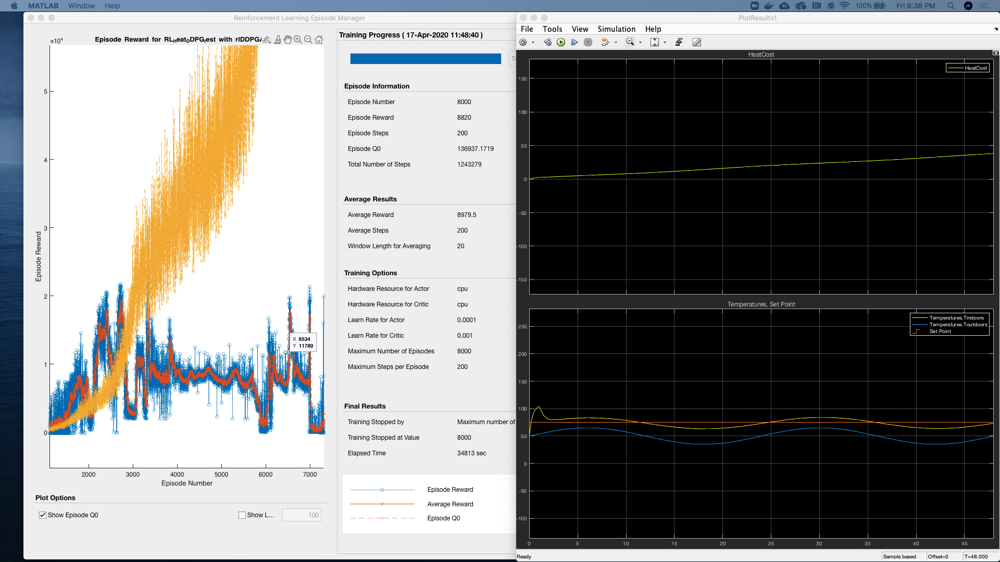 MATLAB Window Help
100% Fri 9:38 PM
Reinforcement Learning Episode Manager
Episode Reward for RLHeatDDPGtest with rlDDPGA
×10⁴
5
4
3
2
1
0
Episode Reward
X 6534
Y 11780
2000 3000 4000 5000 6000 7000
Episode Number
Plot Options
Show Episode Q0
Show L...
100
Training Progress ( 17-Apr-2020 11:48:40 )
Episode Information
Episode Number 8000
Episode Reward 8820
Episode Steps 200
Episode Q0 136937.1719
Total Number of Steps 1243279
Average Results
Average Reward 8979.5
Average Steps 200
Window Length for Averaging 20
Training Options
Hardware Resource for Actor cpu
Hardware Resource for Critic cpu
Learn Rate for Actor 0.0001
Learn Rate for Critic 0.001
Maximum Number of Episodes 8000
Maximum Steps per Episode 200
Final Results
Training Stopped by Maximum number of
Training Stopped at Value 8000
Elapsed Time 34813 sec
Episode Reward
Average Reward
Episode Q0
PlotResults1
File Tools View Simulation Help
HeatCost
HeatCost
150
100
50
0
-50
-100
-150
Temperatures, Set Point
Temperatures.Tindoors
Temperatures.Toutdoors
Set Point
250
200
150
100
50
0
-50
-100
0 5 10 15 20 25 30 35 40 45
Ready
Sample based Offset=0 T=48.000